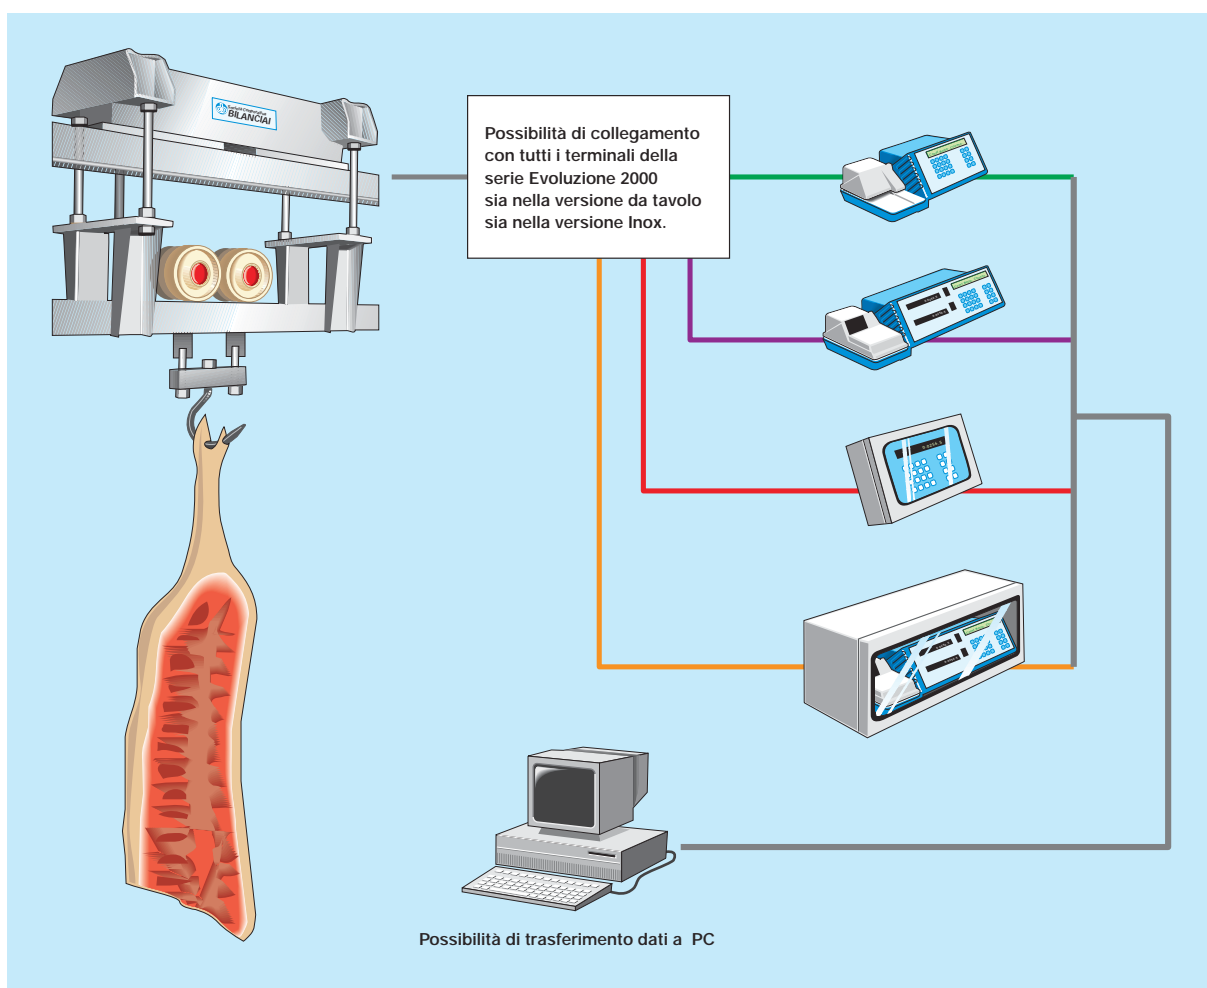 BILANCIAI
Possibilità di collegamento
con tutti i terminali della
serie Evoluzione 2000
sia nella versione da tavolo
sia nella versione Inox.
Possibilità di trasferimento dati a PC